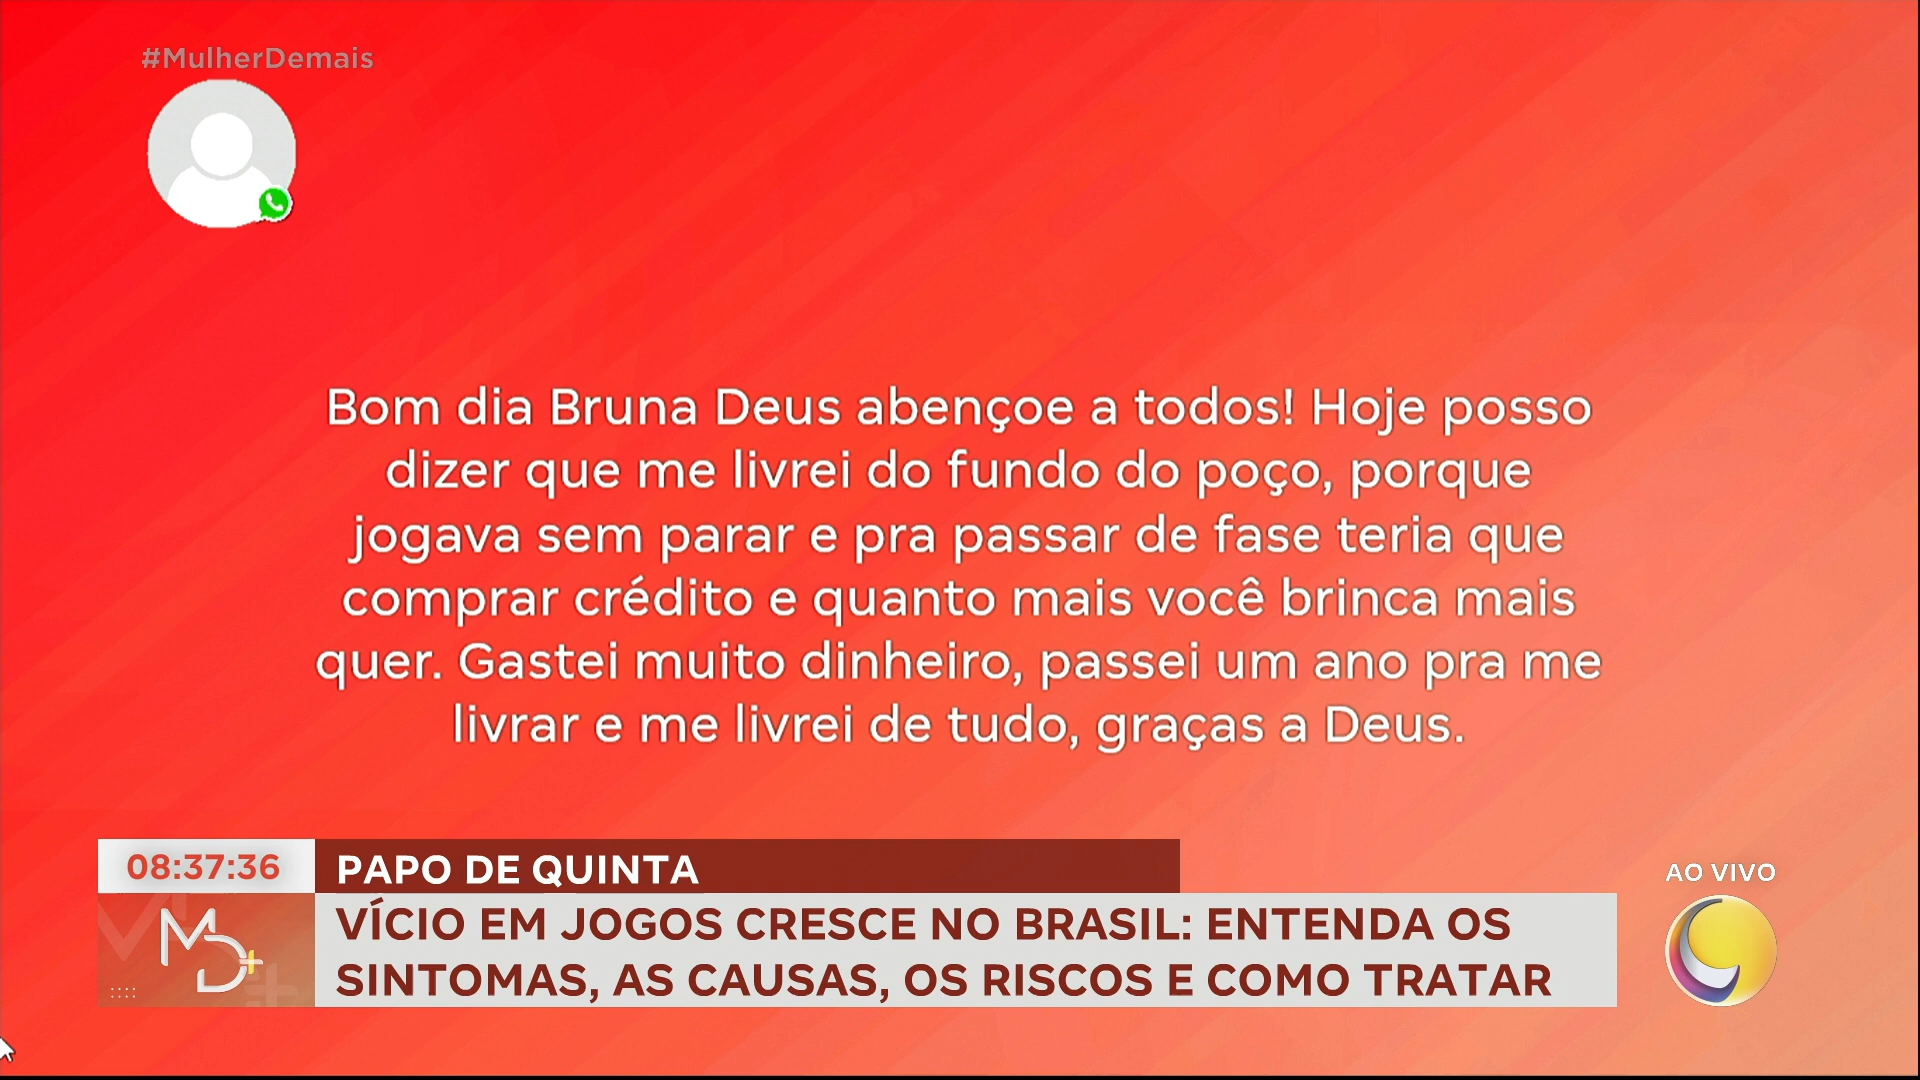 #MulherDemais
Bom dia Bruna Deus abençoe a todos! Hoje posso
dizer que me livrei do fundo do poço, porque
jogava sem parar e pra passar de fase teria que
comprar crédito e quanto mais você brinca mais
quer. Gastei muito dinheiro, passei um ano pra me
livrar e me livrei de tudo, graças a Deus.
08:37:36
PAPO DE QUINTA
MD+
VÍCIO EM JOGOS CRESCE NO BRASIL: ENTENDA OS
SINTOMAS, AS CAUSAS, OS RISCOS E COMO TRATAR
AO VIVO